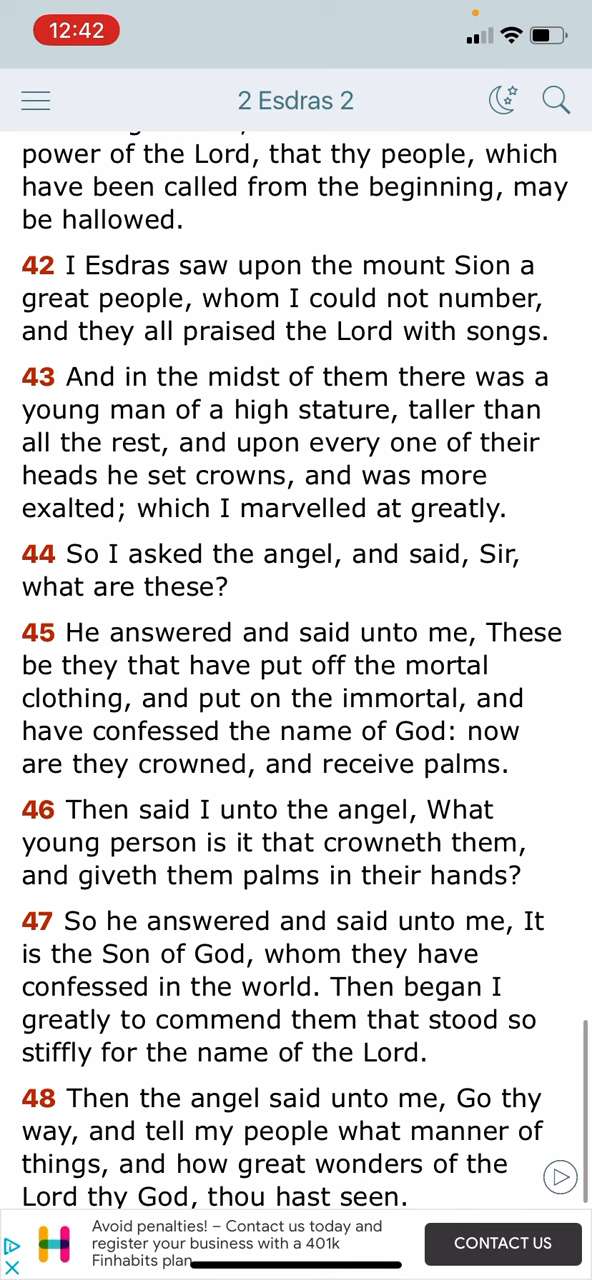 12:42
2 Esdras 2
power of the Lord, that thy people, which
have been called from the beginning, may
be hallowed.
42 I Esdras saw upon the mount Sion a
great people, whom I could not number,
and they all praised the Lord with songs.
43 And in the midst of them there was a
young man of a high stature, taller than
all the rest, and upon every one of their
heads he set crowns, and was more
exalted; which I marvelled at greatly.
44 So I asked the angel, and said, Sir,
what are these?
45 He answered and said unto me, These
be they that have put off the mortal
clothing, and put on the immortal, and
have confessed the name of God: now
are they crowned, and receive palms.
46 Then said I unto the angel, What
young person is it that crowneth them,
and giveth them palms in their hands?
47 So he answered and said unto me, It
is the Son of God, whom they have
confessed in the world. Then began I
greatly to commend them that stood so
stiffly for the name of the Lord.
48 Then the angel said unto me, Go thy
way, and tell my people what manner of
things, and how great wonders of the
Lord thy God, thou hast seen.
Avoid penalties! – Contact us today and
register your business with a 401k
Finhabits plan
CONTACT US